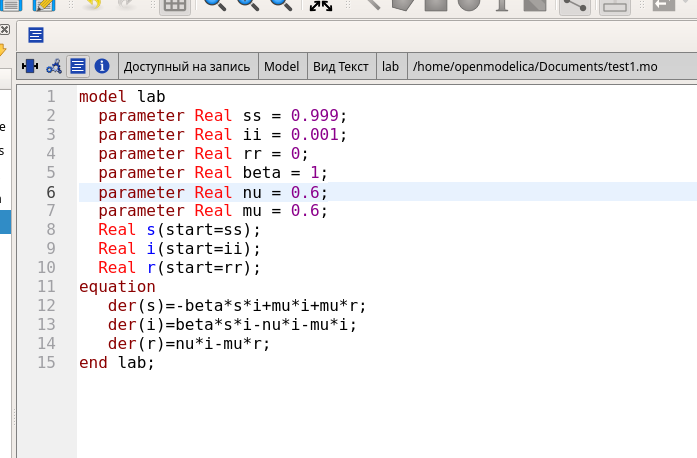 Доступный на запись Model Вид Текст lab /home/openmodelica/Documents/test1.mo
1 model lab
2 parameter Real ss = 0.999;
3 parameter Real ii = 0.001;
4 parameter Real rr = 0;
5 parameter Real beta = 1;
6 parameter Real nu = 0.6;
7 parameter Real mu = 0.6;
8 Real s(start=ss);
9 Real i(start=ii);
10 Real r(start=rr);
11 equation
12 der(s)=-beta*s*i+mu*i+mu*r;
13 der(i)=beta*s*i-nu*i-mu*i;
14 der(r)=nu*i-mu*r;
15 end lab;